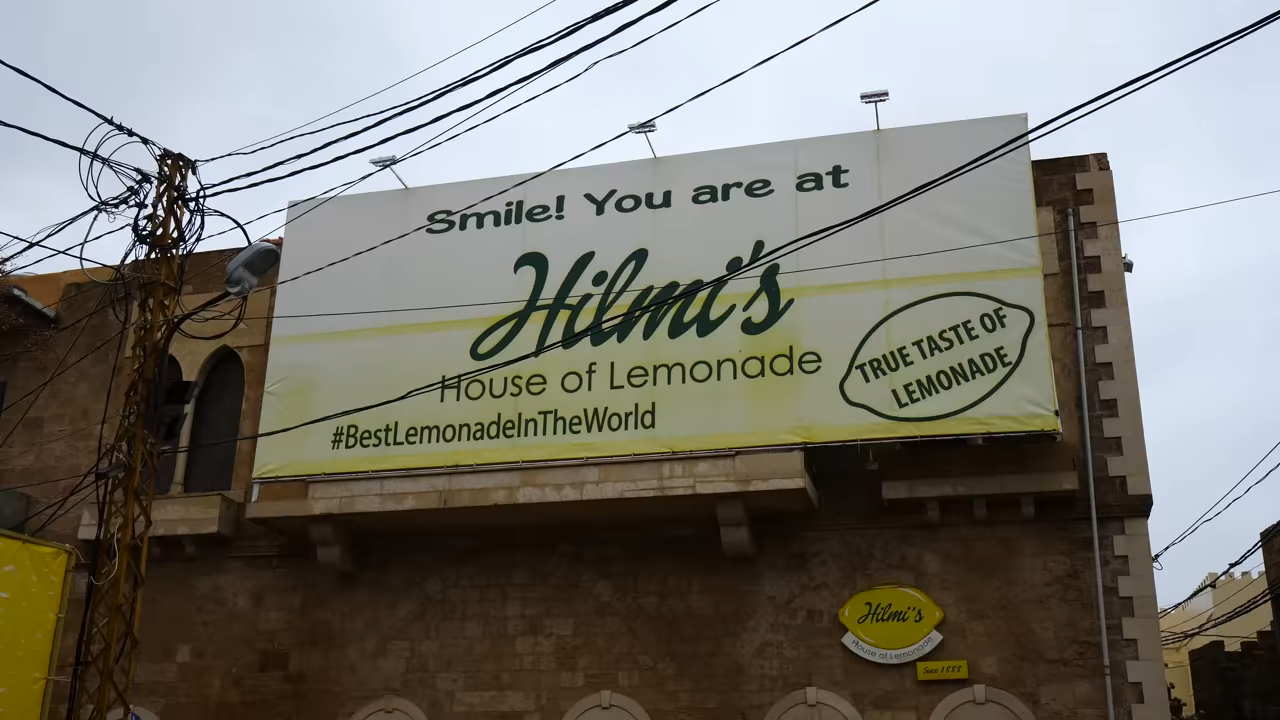 Smile! You are at
Hilmi's
House of Lemonade
#BestLemonadeInTheWorld
TRUE TASTE OF
LEMONADE
Hilmi's
House of Lemonade
Since 1888